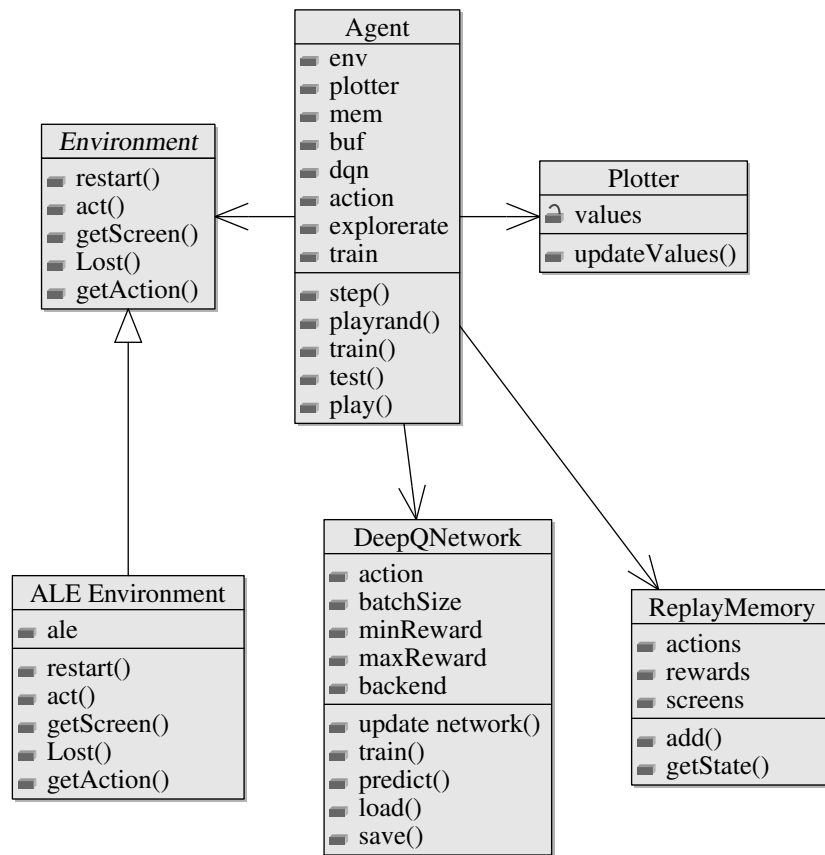 Agent
env
plotter
mem
buf
dqn
action
explorerate
train
step()
playrand()
train()
test()
play()
Environment
restart()
act()
getScreen()
Lost()
getAction()
Plotter
values
updateValues()
ALE Environment
ale
restart()
act()
getScreen()
Lost()
getAction()
DeepQNetwork
action
batchSize
minReward
maxReward
backend
update network()
train()
predict()
load()
save()
ReplayMemory
actions
rewards
screens
add()
getState()